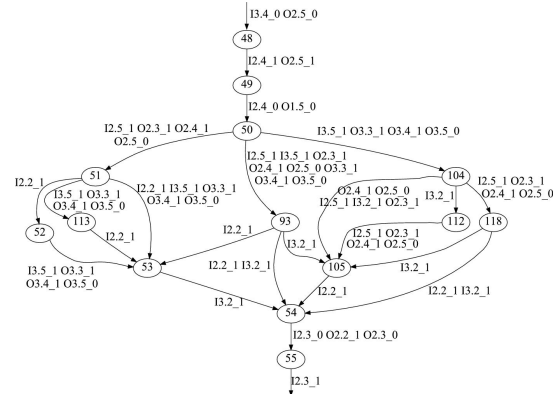 I3.4_0 O2.5_0
48
I2.4_1 O2.5_1
49
I2.4_0 O1.5_0
50
I2.5_1 O2.3_1 O2.4_1
O2.5_0
I2.5_1 I3.5_1 O2.3_1
O2.4_1 O2.5_0 O3.3_1
O3.4_1 O3.5_0
I3.5_1 O3.3_1 O3.4_1 O3.5_0
51
104
I2.2_1
I3.5_1 O3.3_1
O3.4_1 O3.5_0
I2.2_1 I3.5_1 O3.3_1
O3.4_1 O3.5_0
O2.4_1 O2.5_0
I2.5_1 I3.2_1 O2.3_1
I3.2_1
I2.5_1 O2.3_1
O2.4_1 O2.5_0
52
113
93
112
118
I2.2_1
I2.2_1
I3.2_1
I2.5_1 O2.3_1
O2.4_1 O2.5_0
53
105
I3.5_1 O3.3_1
O3.4_1 O3.5_0
I2.2_1 I3.2_1
I3.2_1
I3.2_1
I2.2_1
I2.2_1 I3.2_1
54
I2.3_0 O2.2_1 O2.3_0
55
I2.3_1